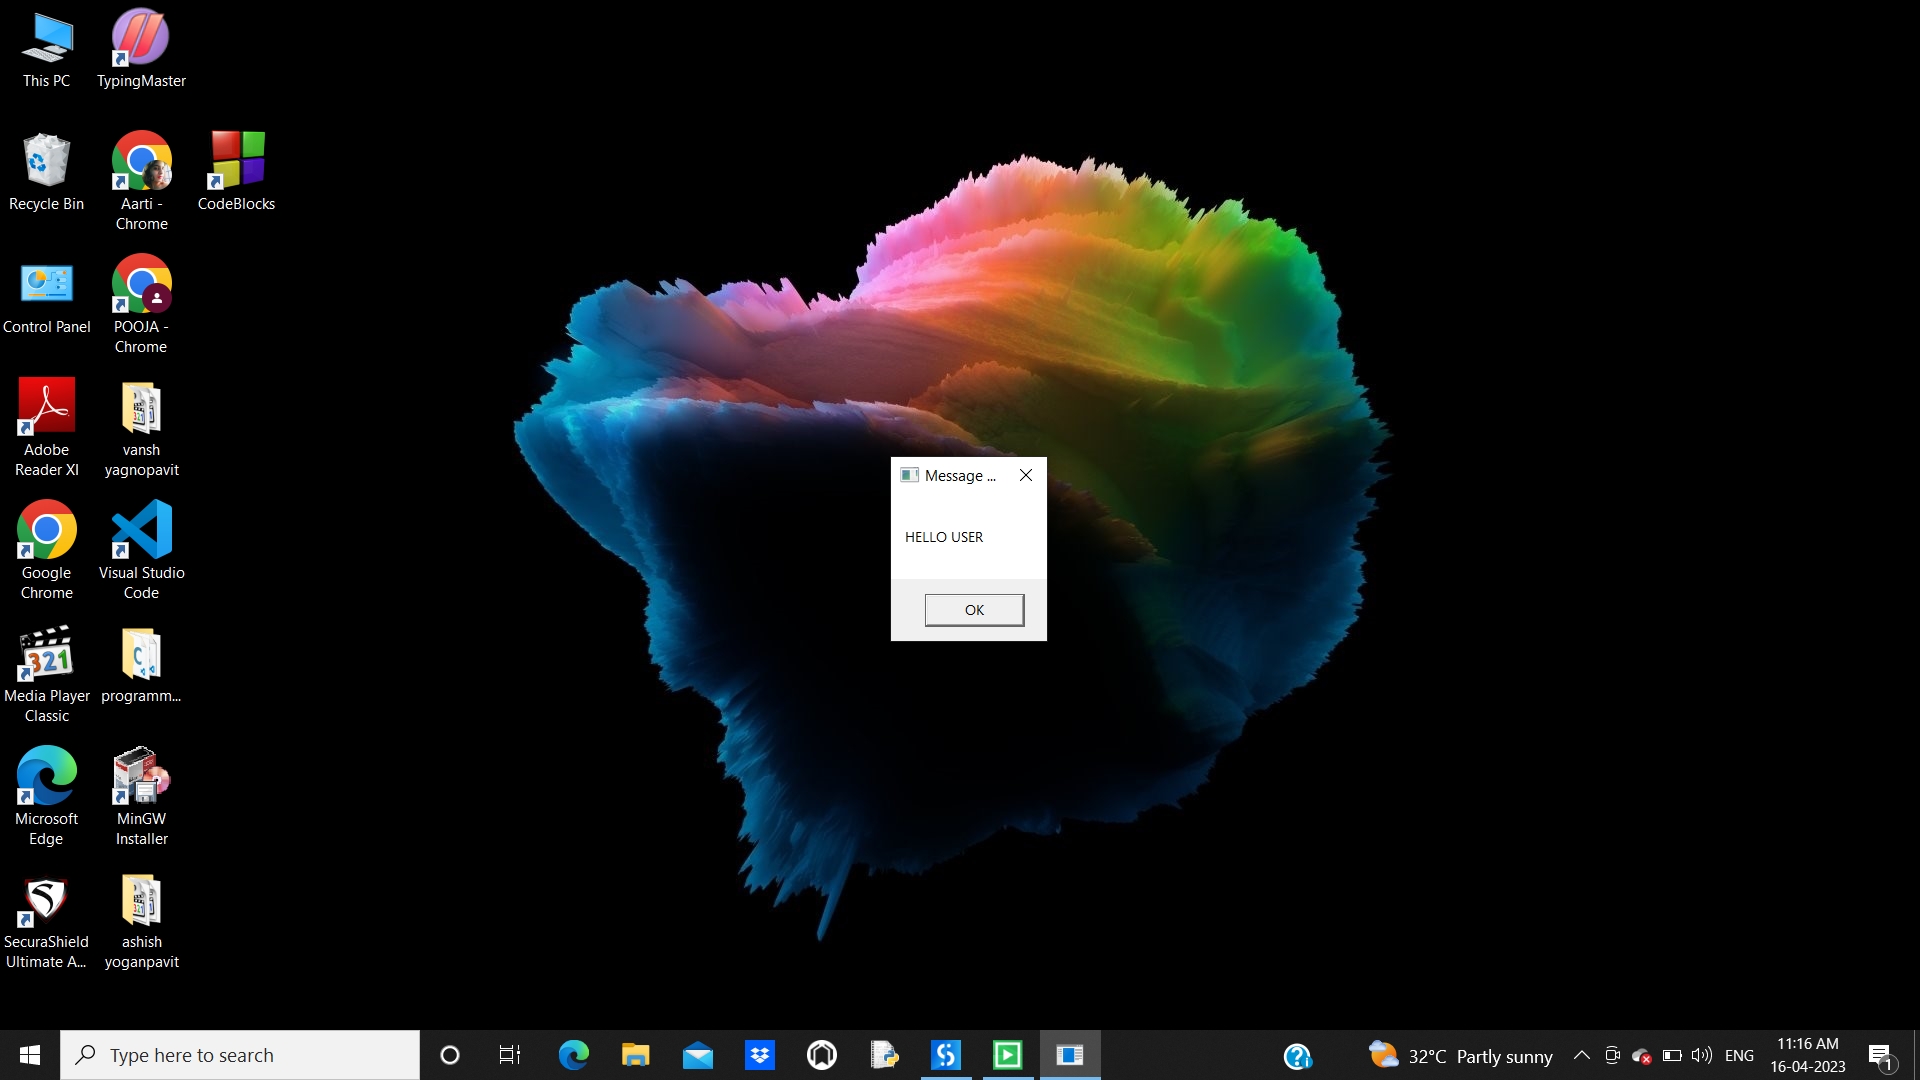 This PC
TypingMaster
Recycle Bin
Aarti -
Chrome
CodeBlocks
Control Panel
POOJA -
Chrome
Adobe
Reader XI
vansh
yagnopavit
Google
Chrome
Visual Studio
Code
Media Player
Classic
programm...
Microsoft
Edge
MinGW
Installer
SecuraShield
Ultimate A...
ashish
yoganpavit
Message ...
HELLO USER
OK
Type here to search
32°C Partly sunny
ENG
11:16 AM
16-04-2023
1